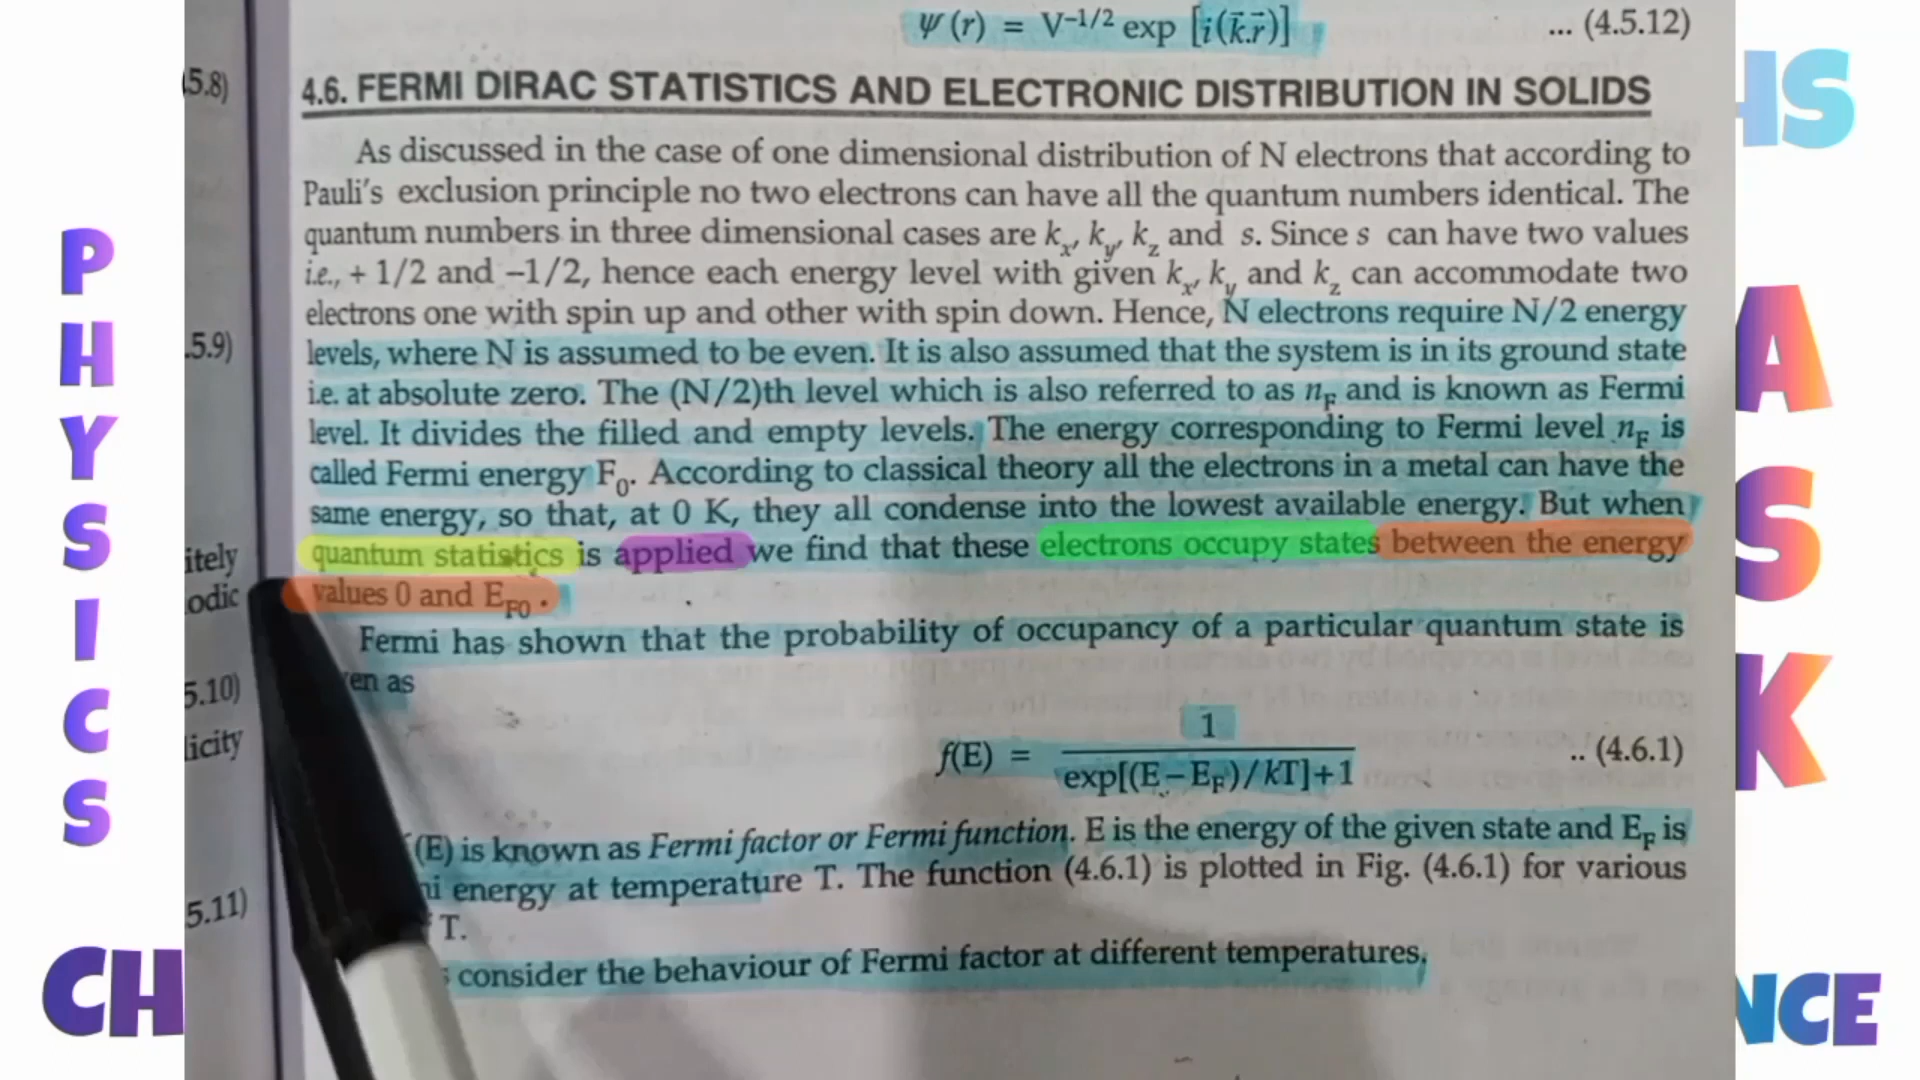 ψ (r) = V⁻¹/² exp [i(k⃗.r⃗)] ... (4.5.12)
4.6. FERMI DIRAC STATISTICS AND ELECTRONIC DISTRIBUTION IN SOLIDS
As discussed in the case of one dimensional distribution of N electrons that according to
Pauli's exclusion principle no two electrons can have all the quantum numbers identical. The
quantum numbers in three dimensional cases are kₓ, k_y, k_z and s. Since s can have two values
i.e., + 1/2 and –1/2, hence each energy level with given kₓ, k_y and k_z can accommodate two
electrons one with spin up and other with spin down. Hence, N electrons require N/2 energy
levels, where N is assumed to be even. It is also assumed that the system is in its ground state
i.e. at absolute zero. The (N/2)th level which is also referred to as n_F and is known as Fermi
level. It divides the filled and empty levels. The energy corresponding to Fermi level n_F is
called Fermi energy F₀. According to classical theory all the electrons in a metal can have the
same energy, so that, at 0 K, they all condense into the lowest available energy. But when
quantum statistics is applied we find that these electrons occupy states between the energy
values 0 and E_F0.
Fermi has shown that the probability of occupancy of a particular quantum state is
en as
f(E) = 1 / exp[(E–E_F)/kT]+1 .. (4.6.1)
(E) is known as Fermi factor or Fermi function. E is the energy of the given state and E_F is
ni energy at temperature T. The function (4.6.1) is plotted in Fig. (4.6.1) for various
T.
consider the behaviour of Fermi factor at different temperatures.
5.8)
.5.9)
itely
odic
5.10)
licity
5.11)
PHYSICS
CH
HS
ASK
NCE